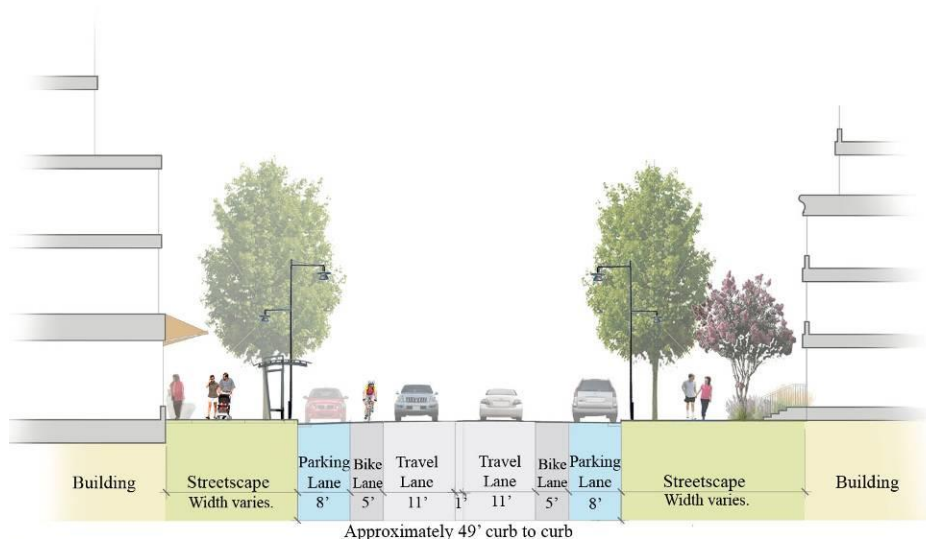 Building
Streetscape
Width varies.
Parking
Lane
8'
Bike
Lane
5'
Travel
Lane
11'
1'
Travel
Lane
11'
Bike
Lane
5'
Parking
Lane
8'
Streetscape
Width varies.
Building
Approximately 49' curb to curb